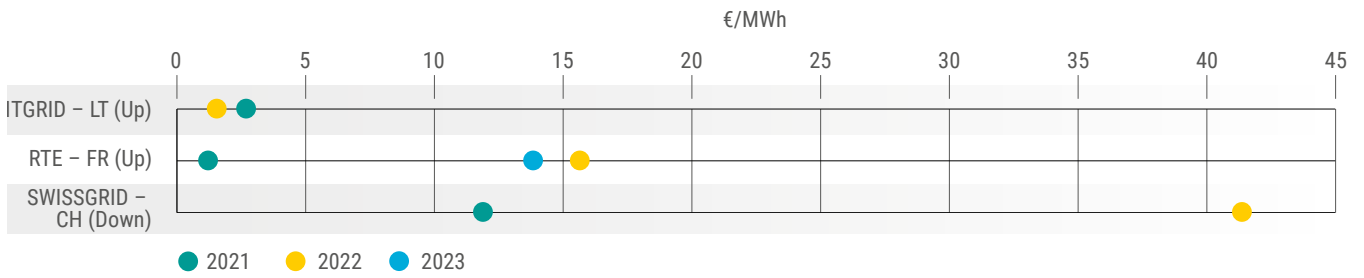 €/MWh
0 5 10 15 20 25 30 35 40 45
ITGRID – LT (Up)
RTE – FR (Up)
SWISSGRID –
CH (Down)
2021 2022 2023